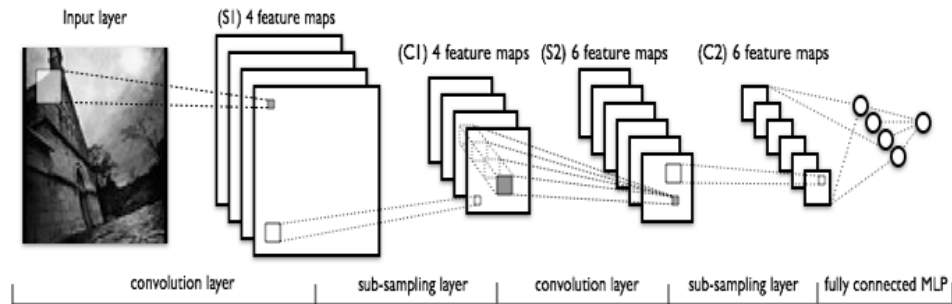 Input layer
(S1) 4 feature maps
(C1) 4 feature maps
(S2) 6 feature maps
(C2) 6 feature maps
convolution layer
sub-sampling layer
convolution layer
sub-sampling layer
fully connected MLP